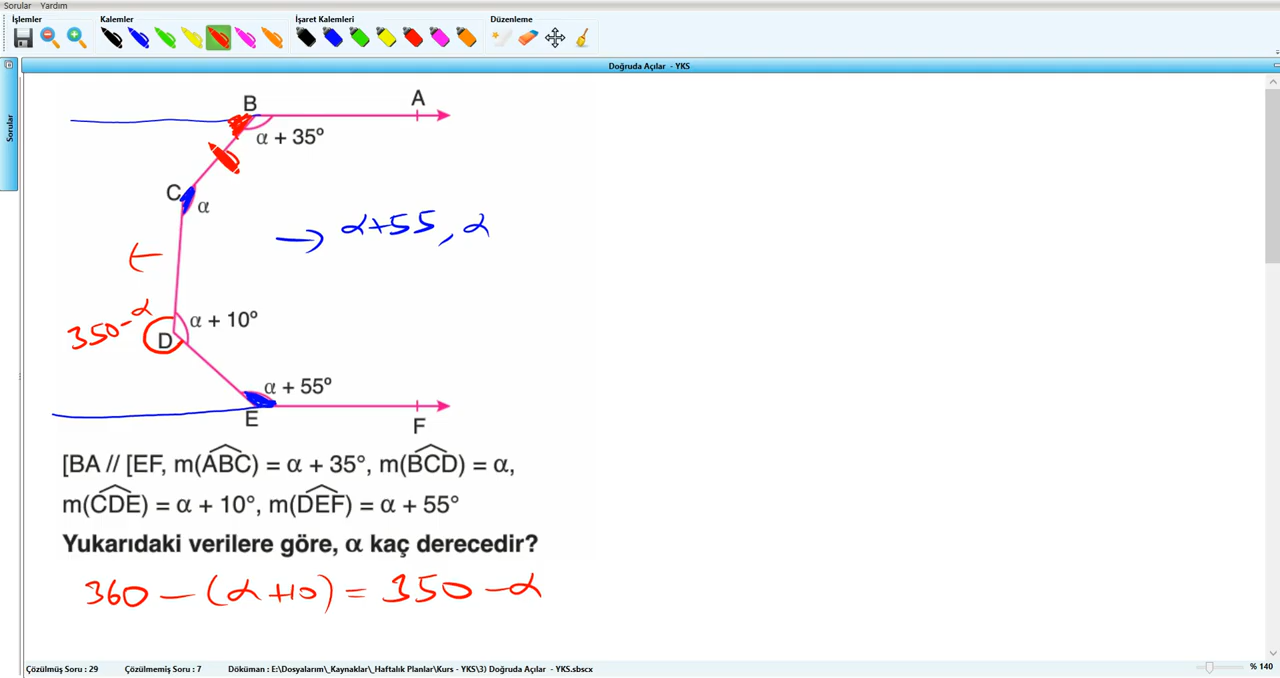 Sorular Yardım
İşlemler Kalemler İşaret Kalemleri Düzenleme
Doğruda Açılar - YKS
Sorular
B A
α + 35°
C α
→ α+55, α
←
350-α
D α + 10°
α + 55°
E F
[BA // [EF, m(ABC) = α + 35°, m(BCD) = α,
m(CDE) = α + 10°, m(DEF) = α + 55°
Yukarıdaki verilere göre, α kaç derecedir?
360 - (α+10) = 350 - α
Çözülmüş Soru : 29 Çözülmemiş Soru : 7 Döküman : E:\Dosyalarım\_Kaynaklar\_Haftalık Planlar\Kurs - YKS\3) Doğruda Açılar - YKS.sbscx % 140